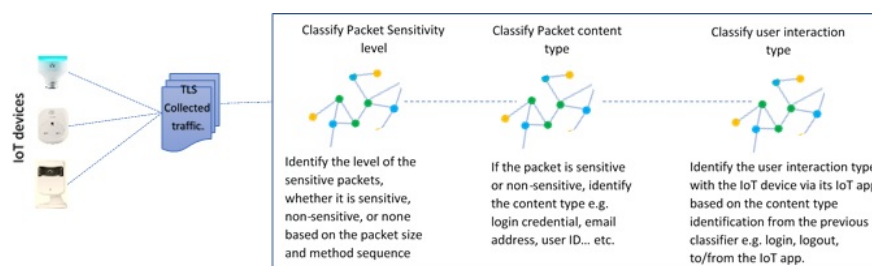 IoT devices
TLS
Collected
traffic.
Classify Packet Sensitivity
level
Identify the level of the
sensitive packets,
whether it is sensitive,
non-sensitive, or none
based on the packet size
and method sequence
Classify Packet content
type
If the packet is sensitive
or non-sensitive, identify
the content type e.g.
login credential, email
address, user ID... etc.
Classify user interaction
type
Identify the user interaction type
with the IoT device via its IoT app
based on the content type
identification from the previous
classifier e.g. login, logout,
to/from the IoT app.